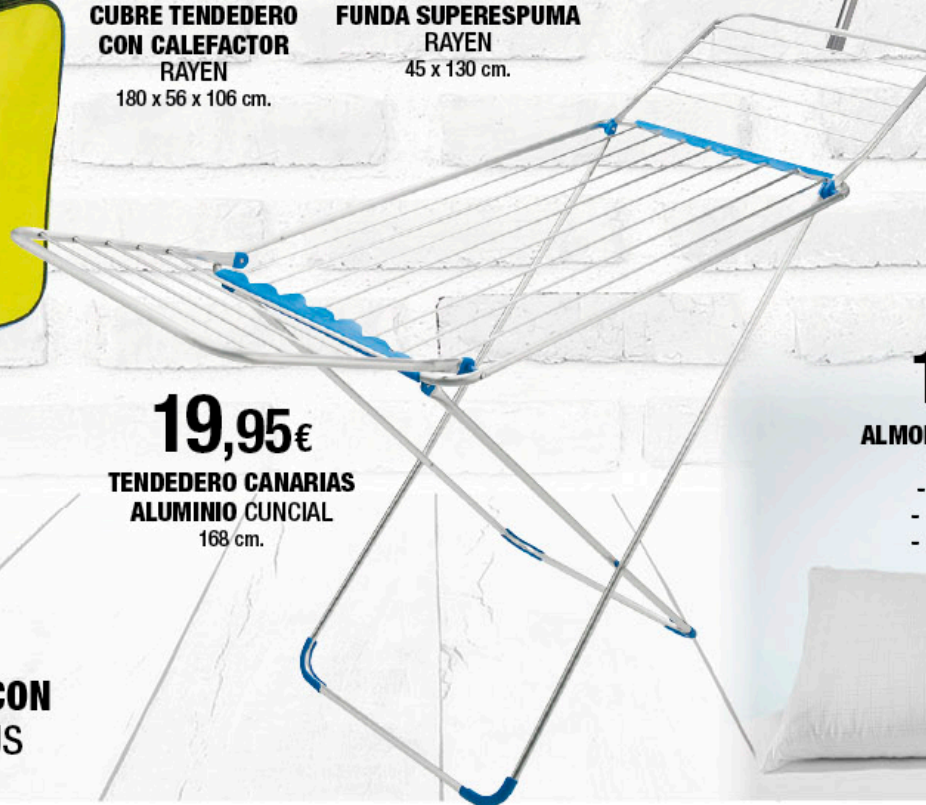 CUBRE TENDEDERO
CON CALEFACTOR
RAYEN
180 x 56 x 106 cm.
FUNDA SUPERESPUMA
RAYEN
45 x 130 cm.
19,95€
TENDEDERO CANARIAS
ALUMINIO CUNCIAL
168 cm.
CON